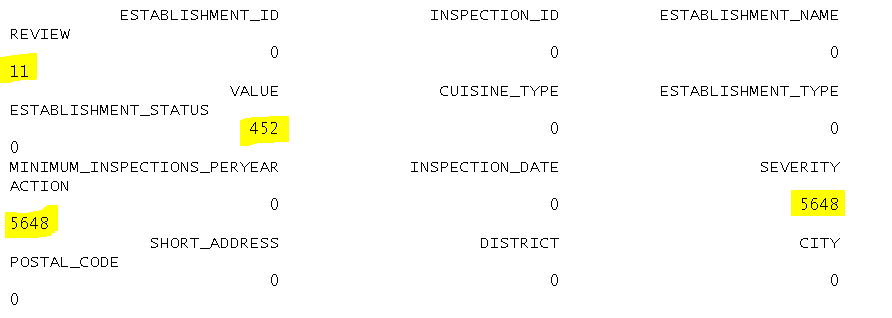 ESTABLISHMENT_ID INSPECTION_ID ESTABLISHMENT_NAME
REVIEW
0 0 0
11
VALUE CUISINE_TYPE ESTABLISHMENT_TYPE
ESTABLISHMENT_STATUS
452 0 0
0
MINIMUM_INSPECTIONS_PERYEAR INSPECTION_DATE SEVERITY
ACTION
0 0 5648
5648
SHORT_ADDRESS DISTRICT CITY
POSTAL_CODE
0 0 0
0